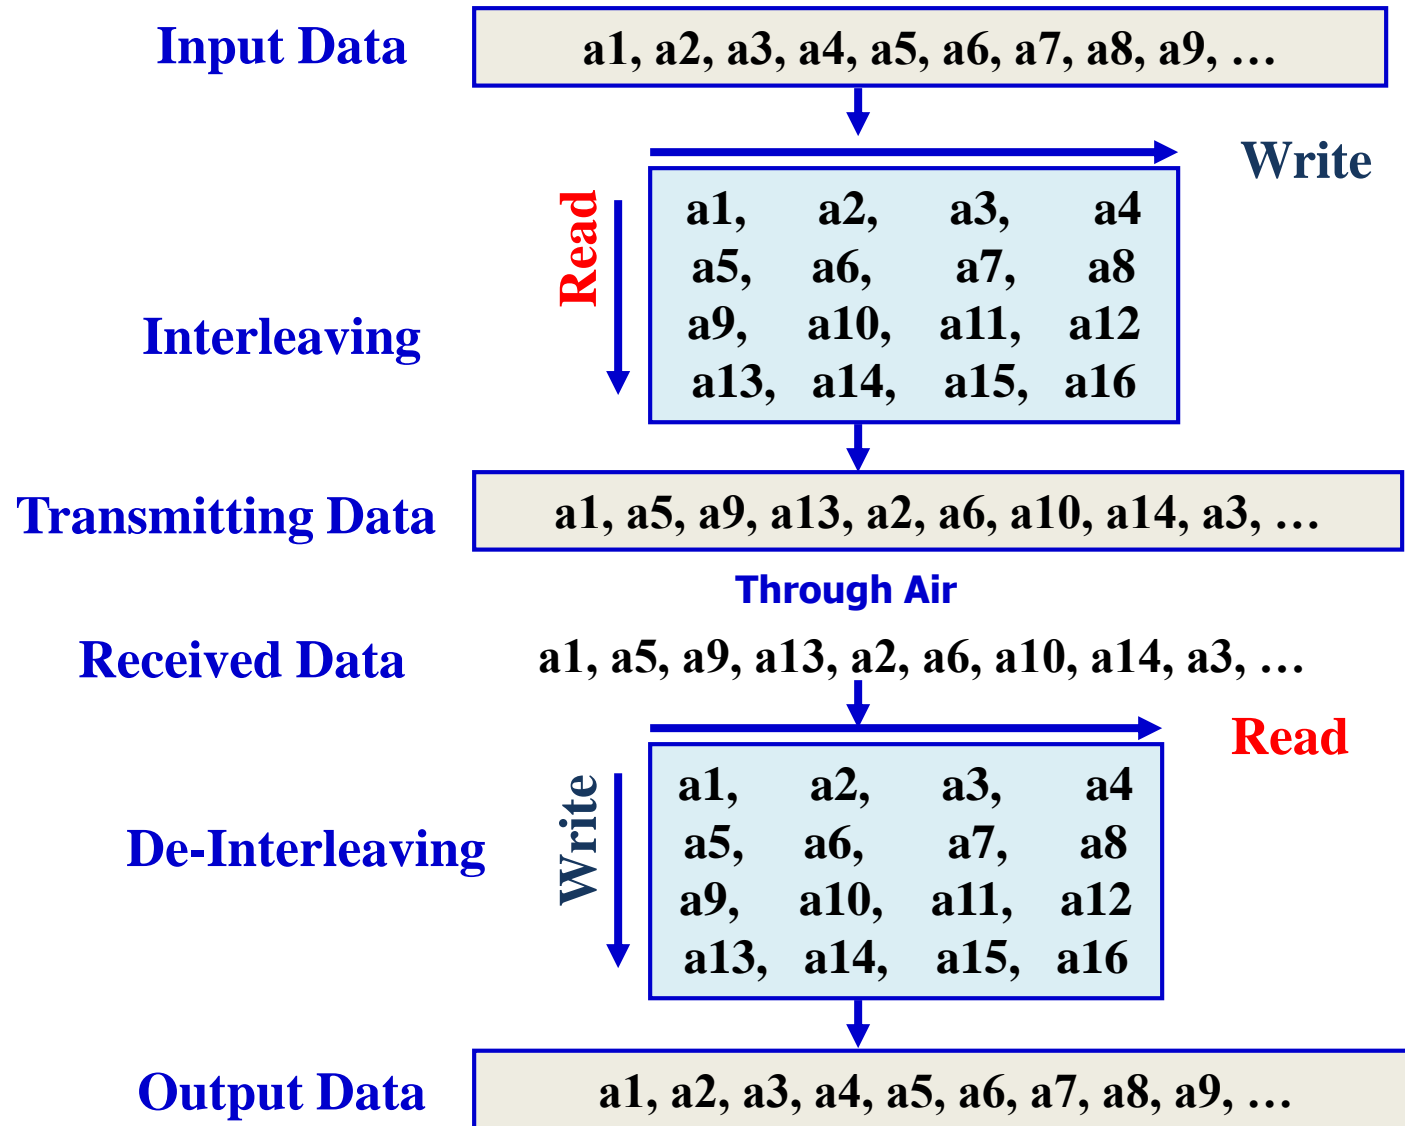 Input Data a1, a2, a3, a4, a5, a6, a7, a8, a9, …
Write
Read
a1, a2, a3, a4
a5, a6, a7, a8
Interleaving
a9, a10, a11, a12
a13, a14, a15, a16
Transmitting Data a1, a5, a9, a13, a2, a6, a10, a14, a3, …
Through Air
Received Data a1, a5, a9, a13, a2, a6, a10, a14, a3, …
Read
Write
a1, a2, a3, a4
a5, a6, a7, a8
De-Interleaving
a9, a10, a11, a12
a13, a14, a15, a16
Output Data a1, a2, a3, a4, a5, a6, a7, a8, a9, …